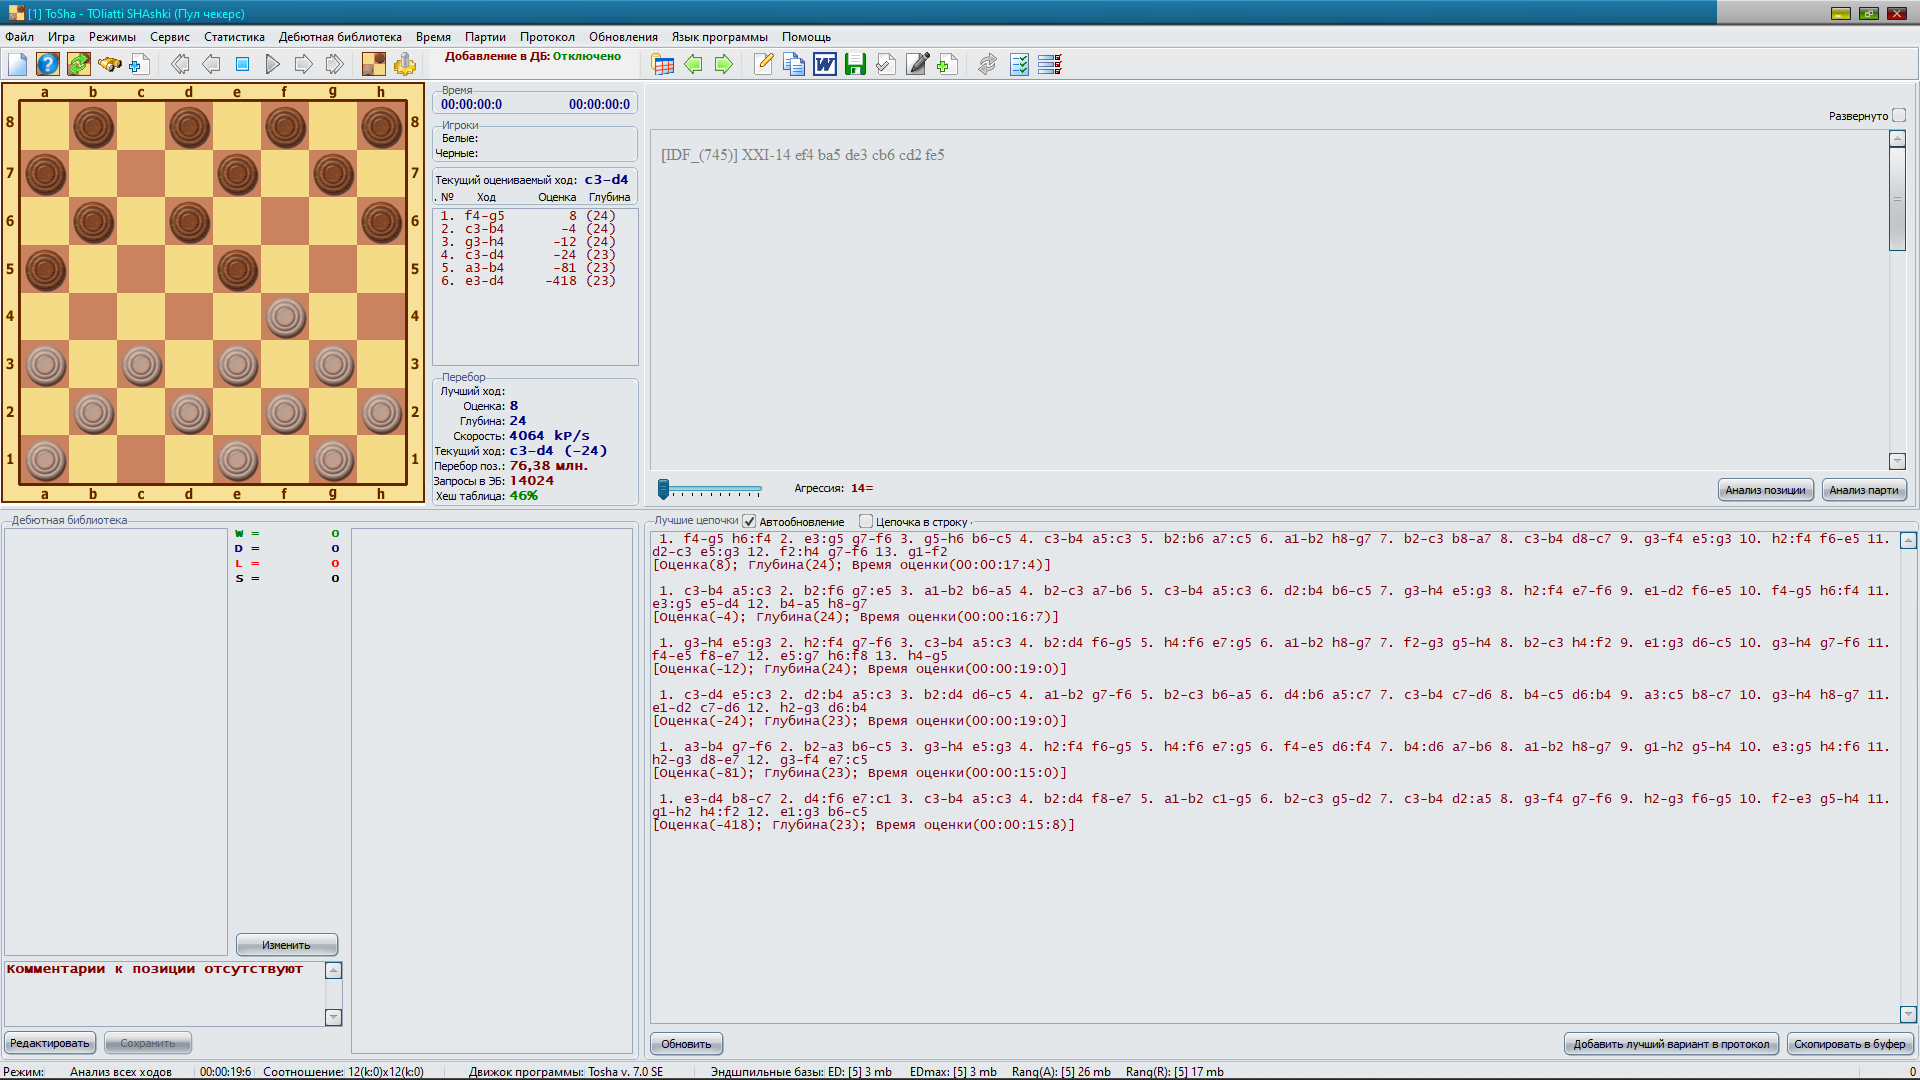 [1] ToSha - TOliatti SHAshki (Пул чекерс)
Файл Игра Режимы Сервис Статистика Дебютная библиотека Время Партии Протокол Обновления Язык программы Помощь
Добавление в ДБ: Отключено
a b c d e f g h
8 8
7 7
6 6
5 5
4 4
3 3
2 2
1 1
a b c d e f g h
Время
00:00:00:0 00:00:00:0
Игроки
Белые:
Черные:
Текущий оцениваемый ход: c3-d4
. № Ход Оценка Глубина
1. f4-g5 8 (24)
2. c3-b4 -4 (24)
3. g3-h4 -12 (24)
4. c3-d4 -24 (23)
5. a3-b4 -81 (23)
6. e3-d4 -418 (23)
Перебор
Лучший ход:
Оценка: 8
Глубина: 24
Скорость: 4064 kP/s
Текущий ход: c3-d4 (-24)
Перебор поз.: 76,38 млн.
Запросы в ЭБ: 14024
Хеш таблица: 46%
Развернуто
[IDF_(745)] XXI-14 ef4 ba5 de3 cb6 cd2 fe5
Агрессия: 14=
Анализ позиции Анализ парти
Дебютная библиотека
W = 0
D = 0
L = 0
S = 0
Изменить
Комментарии к позиции отсутствуют
Редактировать Сохранить
Лучшие цепочки Автообновление Цепочка в строку
1. f4-g5 h6:f4 2. e3:g5 g7-f6 3. g5-h6 b6-c5 4. c3-b4 a5:c3 5. b2:b6 a7:c5 6. a1-b2 h8-g7 7. b2-c3 b8-a7 8. c3-b4 d8-c7 9. g3-f4 e5:g3 10. h2:f4 f6-e5 11.
d2-c3 e5:g3 12. f2:h4 g7-f6 13. g1-f2
[Оценка(8); Глубина(24); Время оценки(00:00:17:4)]
1. c3-b4 a5:c3 2. b2:f6 g7:e5 3. a1-b2 b6-a5 4. b2-c3 a7-b6 5. c3-b4 a5:c3 6. d2:b4 b6-c5 7. g3-h4 e5:g3 8. h2:f4 e7-f6 9. e1-d2 f6-e5 10. f4-g5 h6:f4 11.
e3:g5 e5-d4 12. b4-a5 h8-g7
[Оценка(-4); Глубина(24); Время оценки(00:00:16:7)]
1. g3-h4 e5:g3 2. h2:f4 g7-f6 3. c3-b4 a5:c3 4. b2:d4 f6-g5 5. h4:f6 e7:g5 6. a1-b2 h8-g7 7. f2-g3 g5-h4 8. b2-c3 h4:f2 9. e1:g3 d6-c5 10. g3-h4 g7-f6 11.
f4-e5 f8-e7 12. e5:g7 h6:f8 13. h4-g5
[Оценка(-12); Глубина(24); Время оценки(00:00:19:0)]
1. c3-d4 e5:c3 2. d2:b4 a5:c3 3. b2:d4 d6-c5 4. a1-b2 g7-f6 5. b2-c3 b6-a5 6. d4:b6 a5:c7 7. c3-b4 c7-d6 8. b4-c5 d6:b4 9. a3:c5 b8-c7 10. g3-h4 h8-g7 11.
e1-d2 c7-d6 12. h2-g3 d6:b4
[Оценка(-24); Глубина(23); Время оценки(00:00:19:0)]
1. a3-b4 g7-f6 2. b2-a3 b6-c5 3. g3-h4 e5:g3 4. h2:f4 f6-g5 5. h4:f6 e7:g5 6. f4-e5 d6:f4 7. b4:d6 a7-b6 8. a1-b2 h8-g7 9. g1-h2 g5-h4 10. e3:g5 h4:f6 11.
h2-g3 d8-e7 12. g3-f4 e7:c5
[Оценка(-81); Глубина(23); Время оценки(00:00:15:0)]
1. e3-d4 b8-c7 2. d4:f6 e7:c1 3. c3-b4 a5:c3 4. b2:d4 f8-e7 5. a1-b2 c1-g5 6. b2-c3 g5-d2 7. c3-b4 d2:a5 8. g3-f4 g7-f6 9. h2-g3 f6-g5 10. f2-e3 g5-h4 11.
g1-h2 h4:f2 12. e1:g3 b6-c5
[Оценка(-418); Глубина(23); Время оценки(00:00:15:8)]
Обновить Добавить лучший вариант в протокол Скопировать в буфер
Режим: Анализ всех ходов 00:00:19:6 Соотношение: 12(k:0)x12(k:0) Движок программы: Tosha v. 7.0 SE Эндшпильные базы: ED: [5] 3 mb EDmax: [5] 3 mb Rang(A): [5] 26 mb Rang(R): [5] 17 mb 0